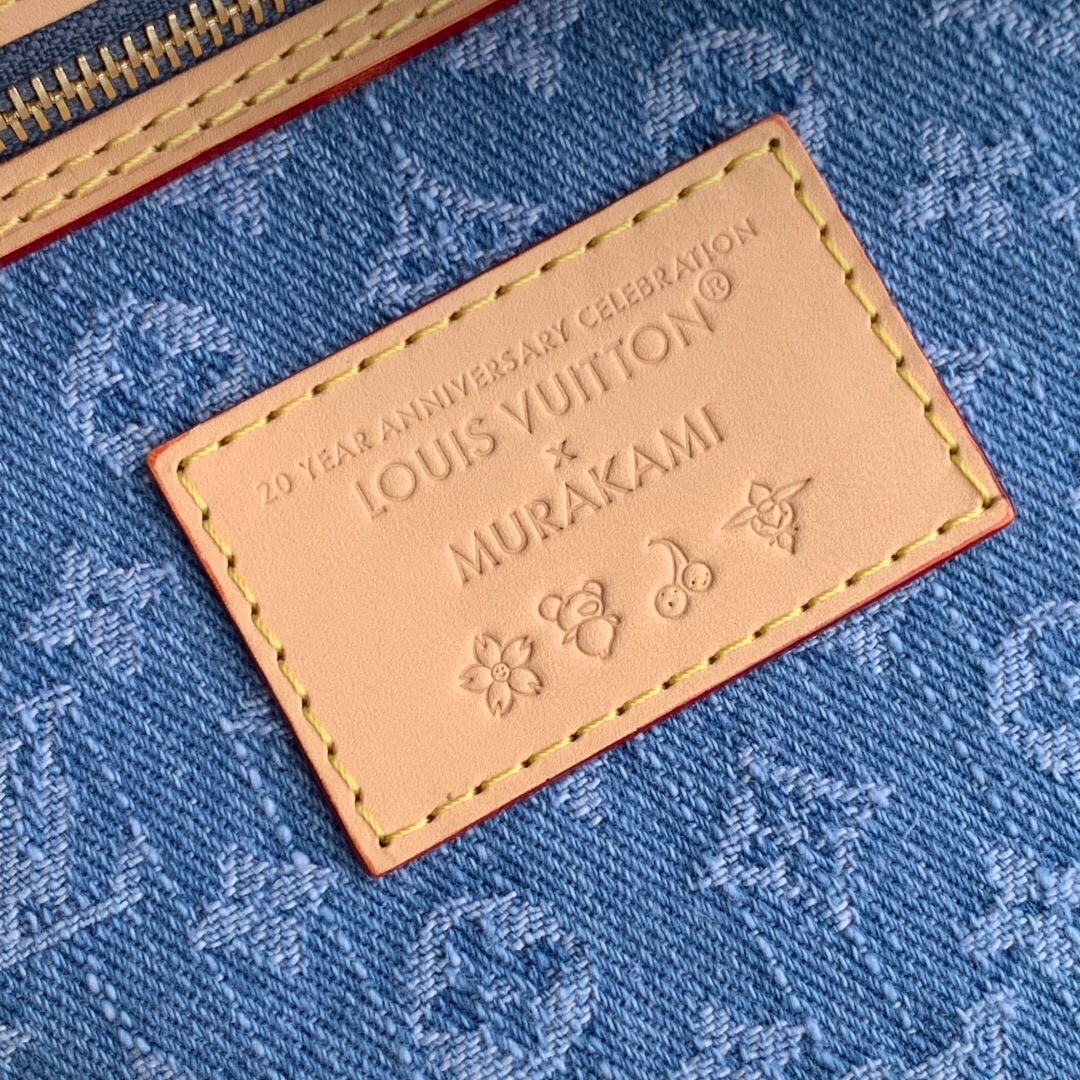 20 YEAR ANNIVERSARY CELEBRATION
LOUIS VUITTON®
x
MURAKAMI